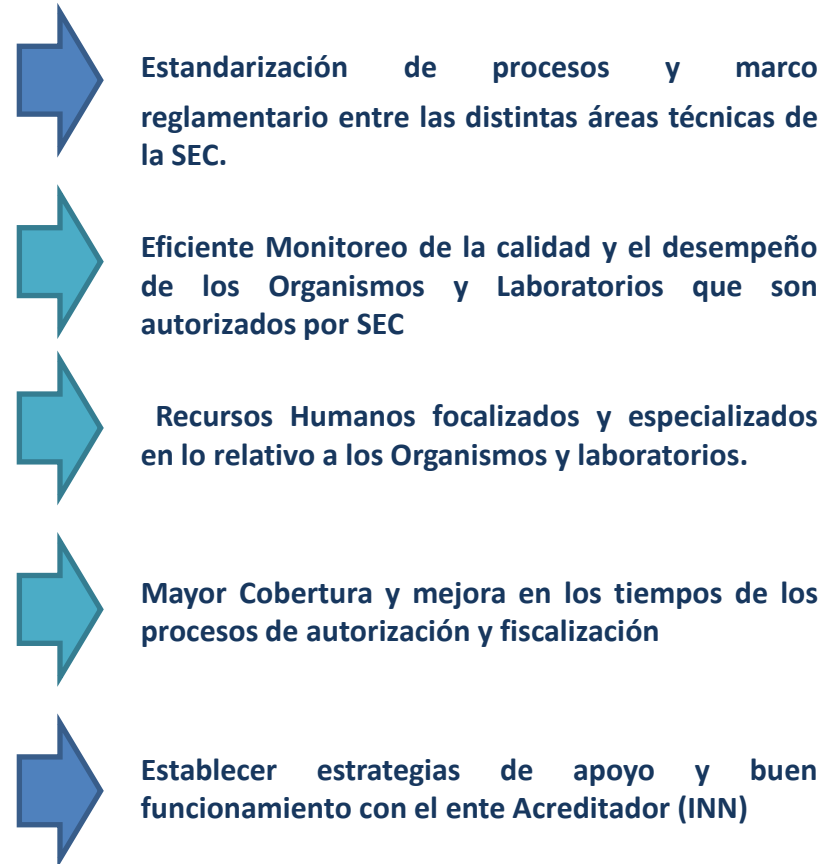 Estandarización de procesos y marco
reglamentario entre las distintas áreas técnicas de
la SEC.
Eficiente Monitoreo de la calidad y el desempeño
de los Organismos y Laboratorios que son
autorizados por SEC
Recursos Humanos focalizados y especializados
en lo relativo a los Organismos y laboratorios.
Mayor Cobertura y mejora en los tiempos de los
procesos de autorización y fiscalización
Establecer estrategias de apoyo y buen
funcionamiento con el ente Acreditador (INN)